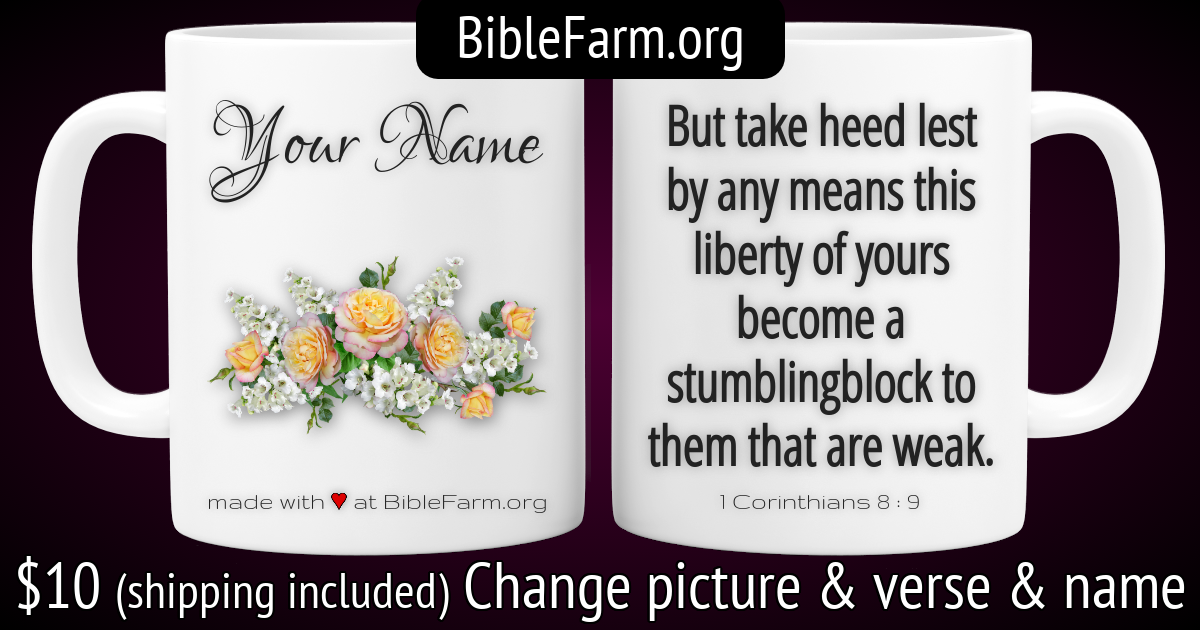 BibleFarm.org
Your Name
made with ♥ at BibleFarm.org
But take heed lest
by any means this
liberty of yours
become a
stumblingblock to
them that are weak.
1 Corinthians 8 : 9
$10 (shipping included) Change picture & verse & name